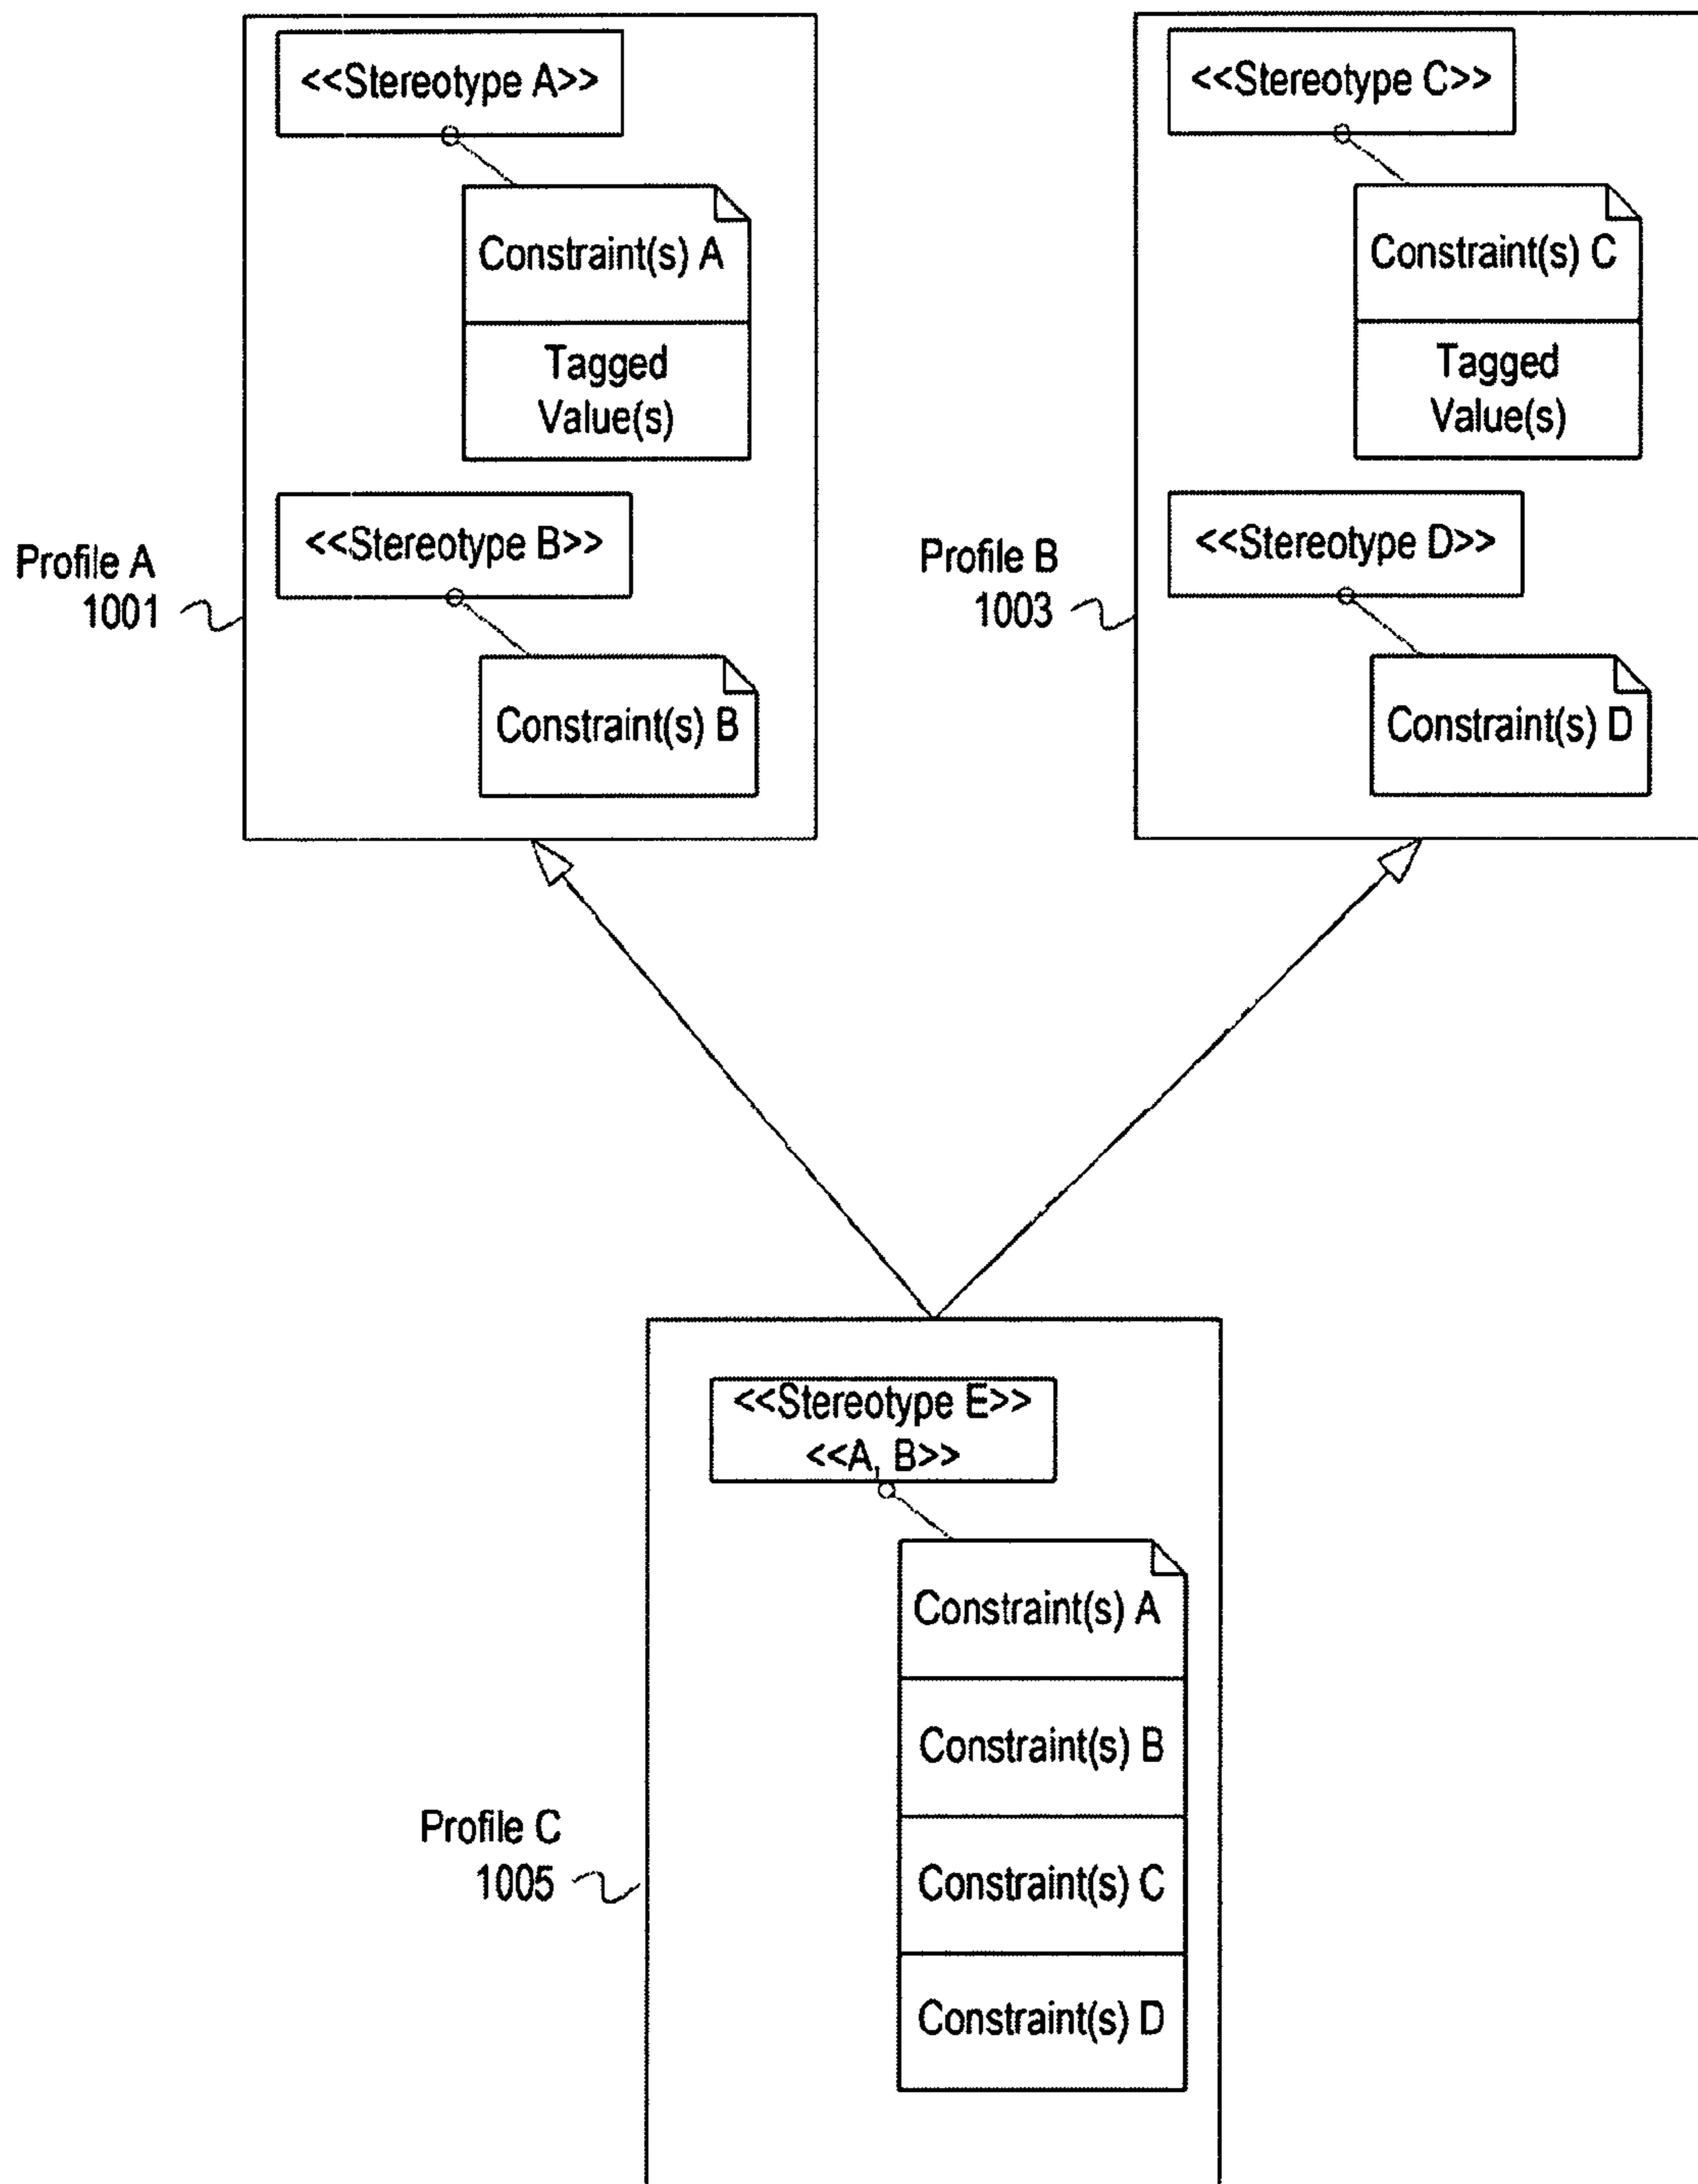 <<Stereotype A>>
Constraint(s) A
Tagged
Value(s)
<<Stereotype B>>
Constraint(s) B
Profile A
1001
<<Stereotype C>>
Constraint(s) C
Tagged
Value(s)
<<Stereotype D>>
Constraint(s) D
Profile B
1003
<<Stereotype E>>
<<A, B>>
Constraint(s) A
Constraint(s) B
Constraint(s) C
Constraint(s) D
Profile C
1005